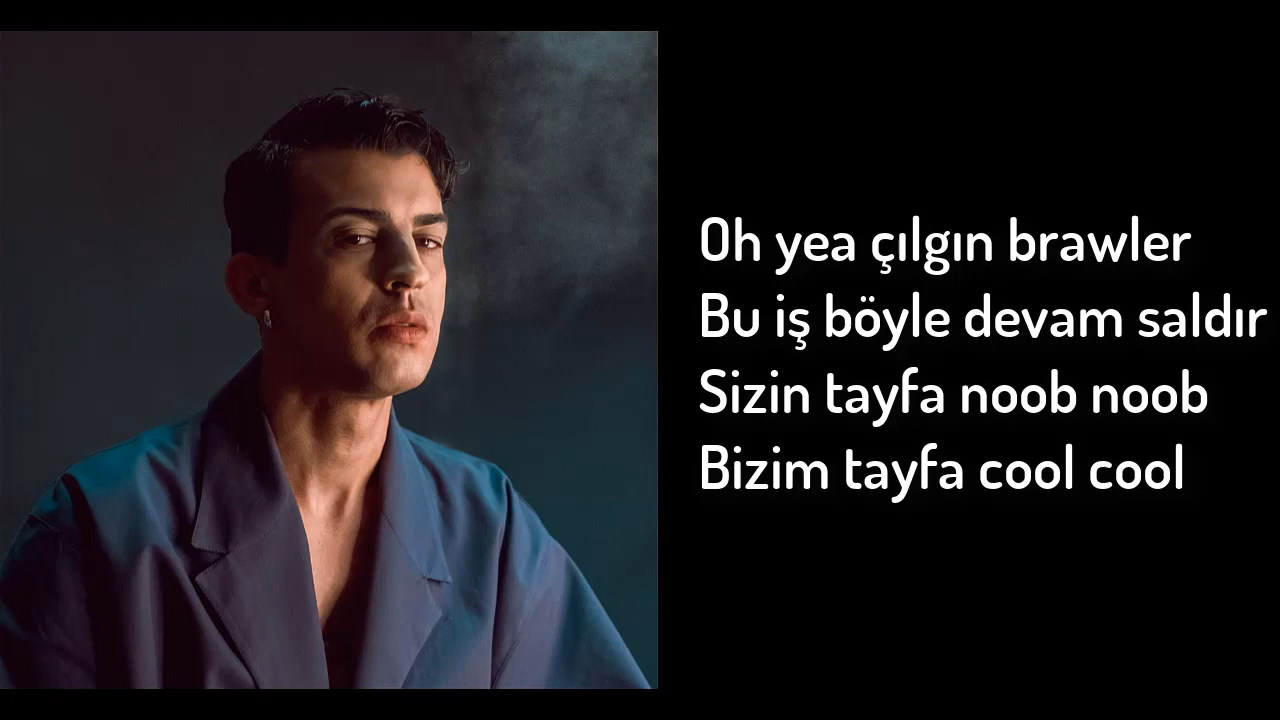 Oh yea çılgın brawler
Bu iş böyle devam saldır
Sizin tayfa noob noob
Bizim tayfa cool cool